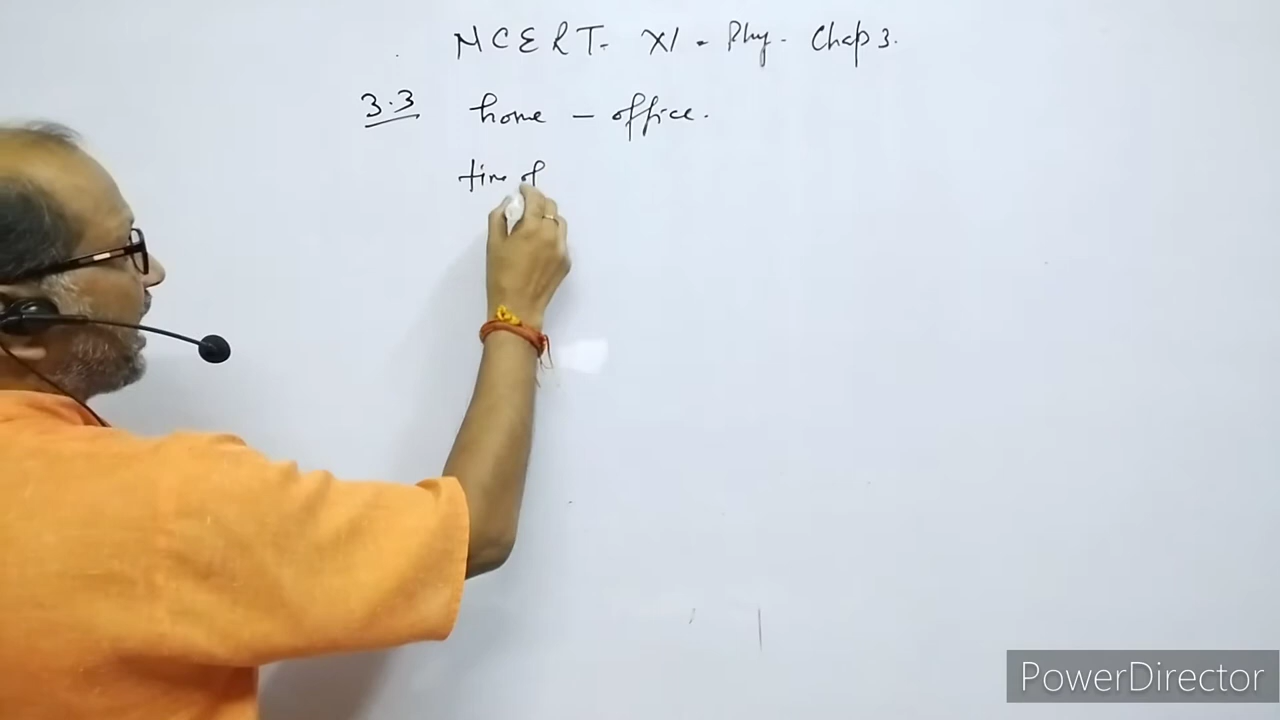 NCERT- XI - Phy - Chap 3.
3.3 home - office.
time of
PowerDirector